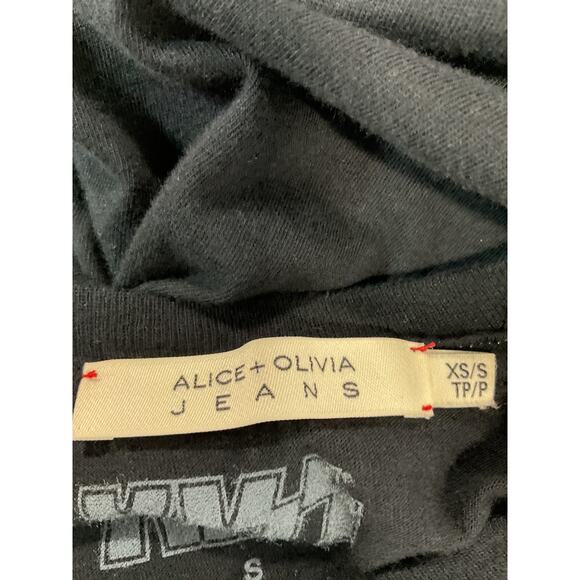 ALICE + OLIVIA
JEANS
XS/S
TP/P
S